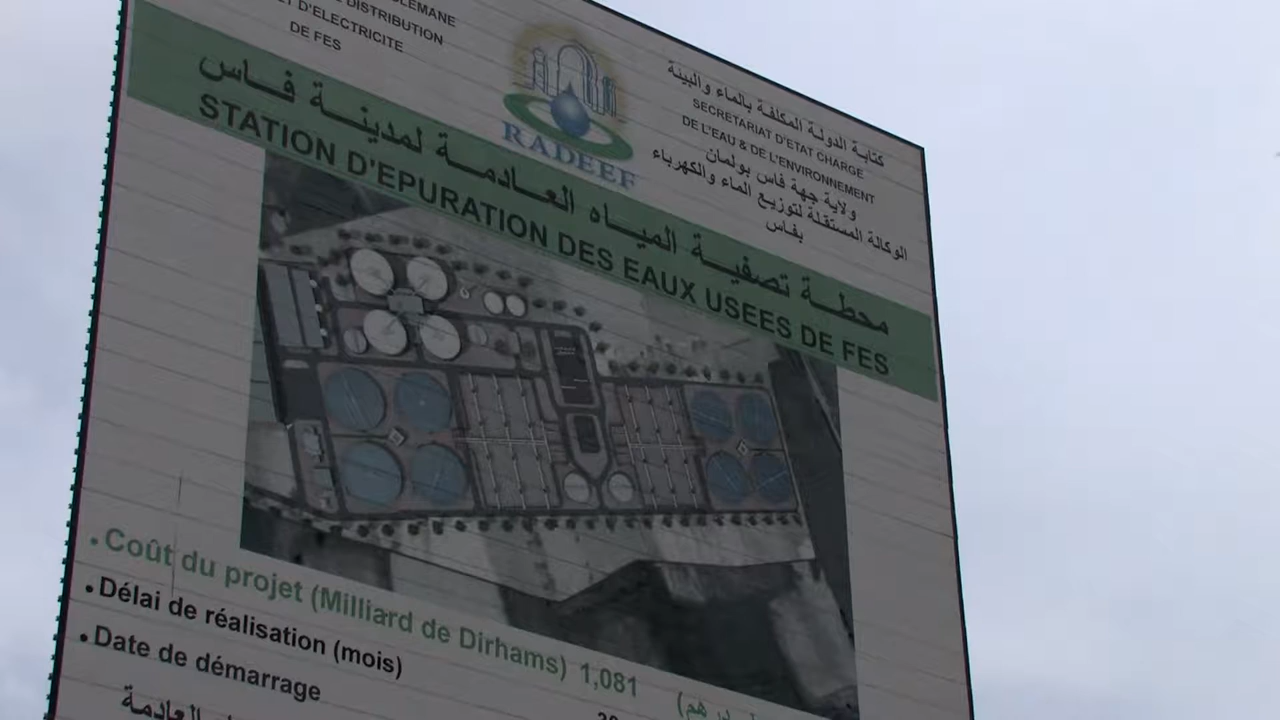 DISTRIBUTION
ET D'ELECTRICITE
DE FES
RADEEF
كتابة الدولة المكلفة بالماء والبيئة
SECRETARIAT D'ETAT CHARGE
DE L'EAU & DE L'ENVIRONNEMENT
ولاية جهة فاس بولمان
الوكالة المستقلة لتوزيع الماء والكهرباء
بفاس
محطة تصفية المياه العادمة لمدينة فاس
STATION D'EPURATION DES EAUX USEES DE FES
• Coût du projet (Milliard de Dirhams) 1,081
• Délai de réalisation (mois)
• Date de démarrage
العادمة